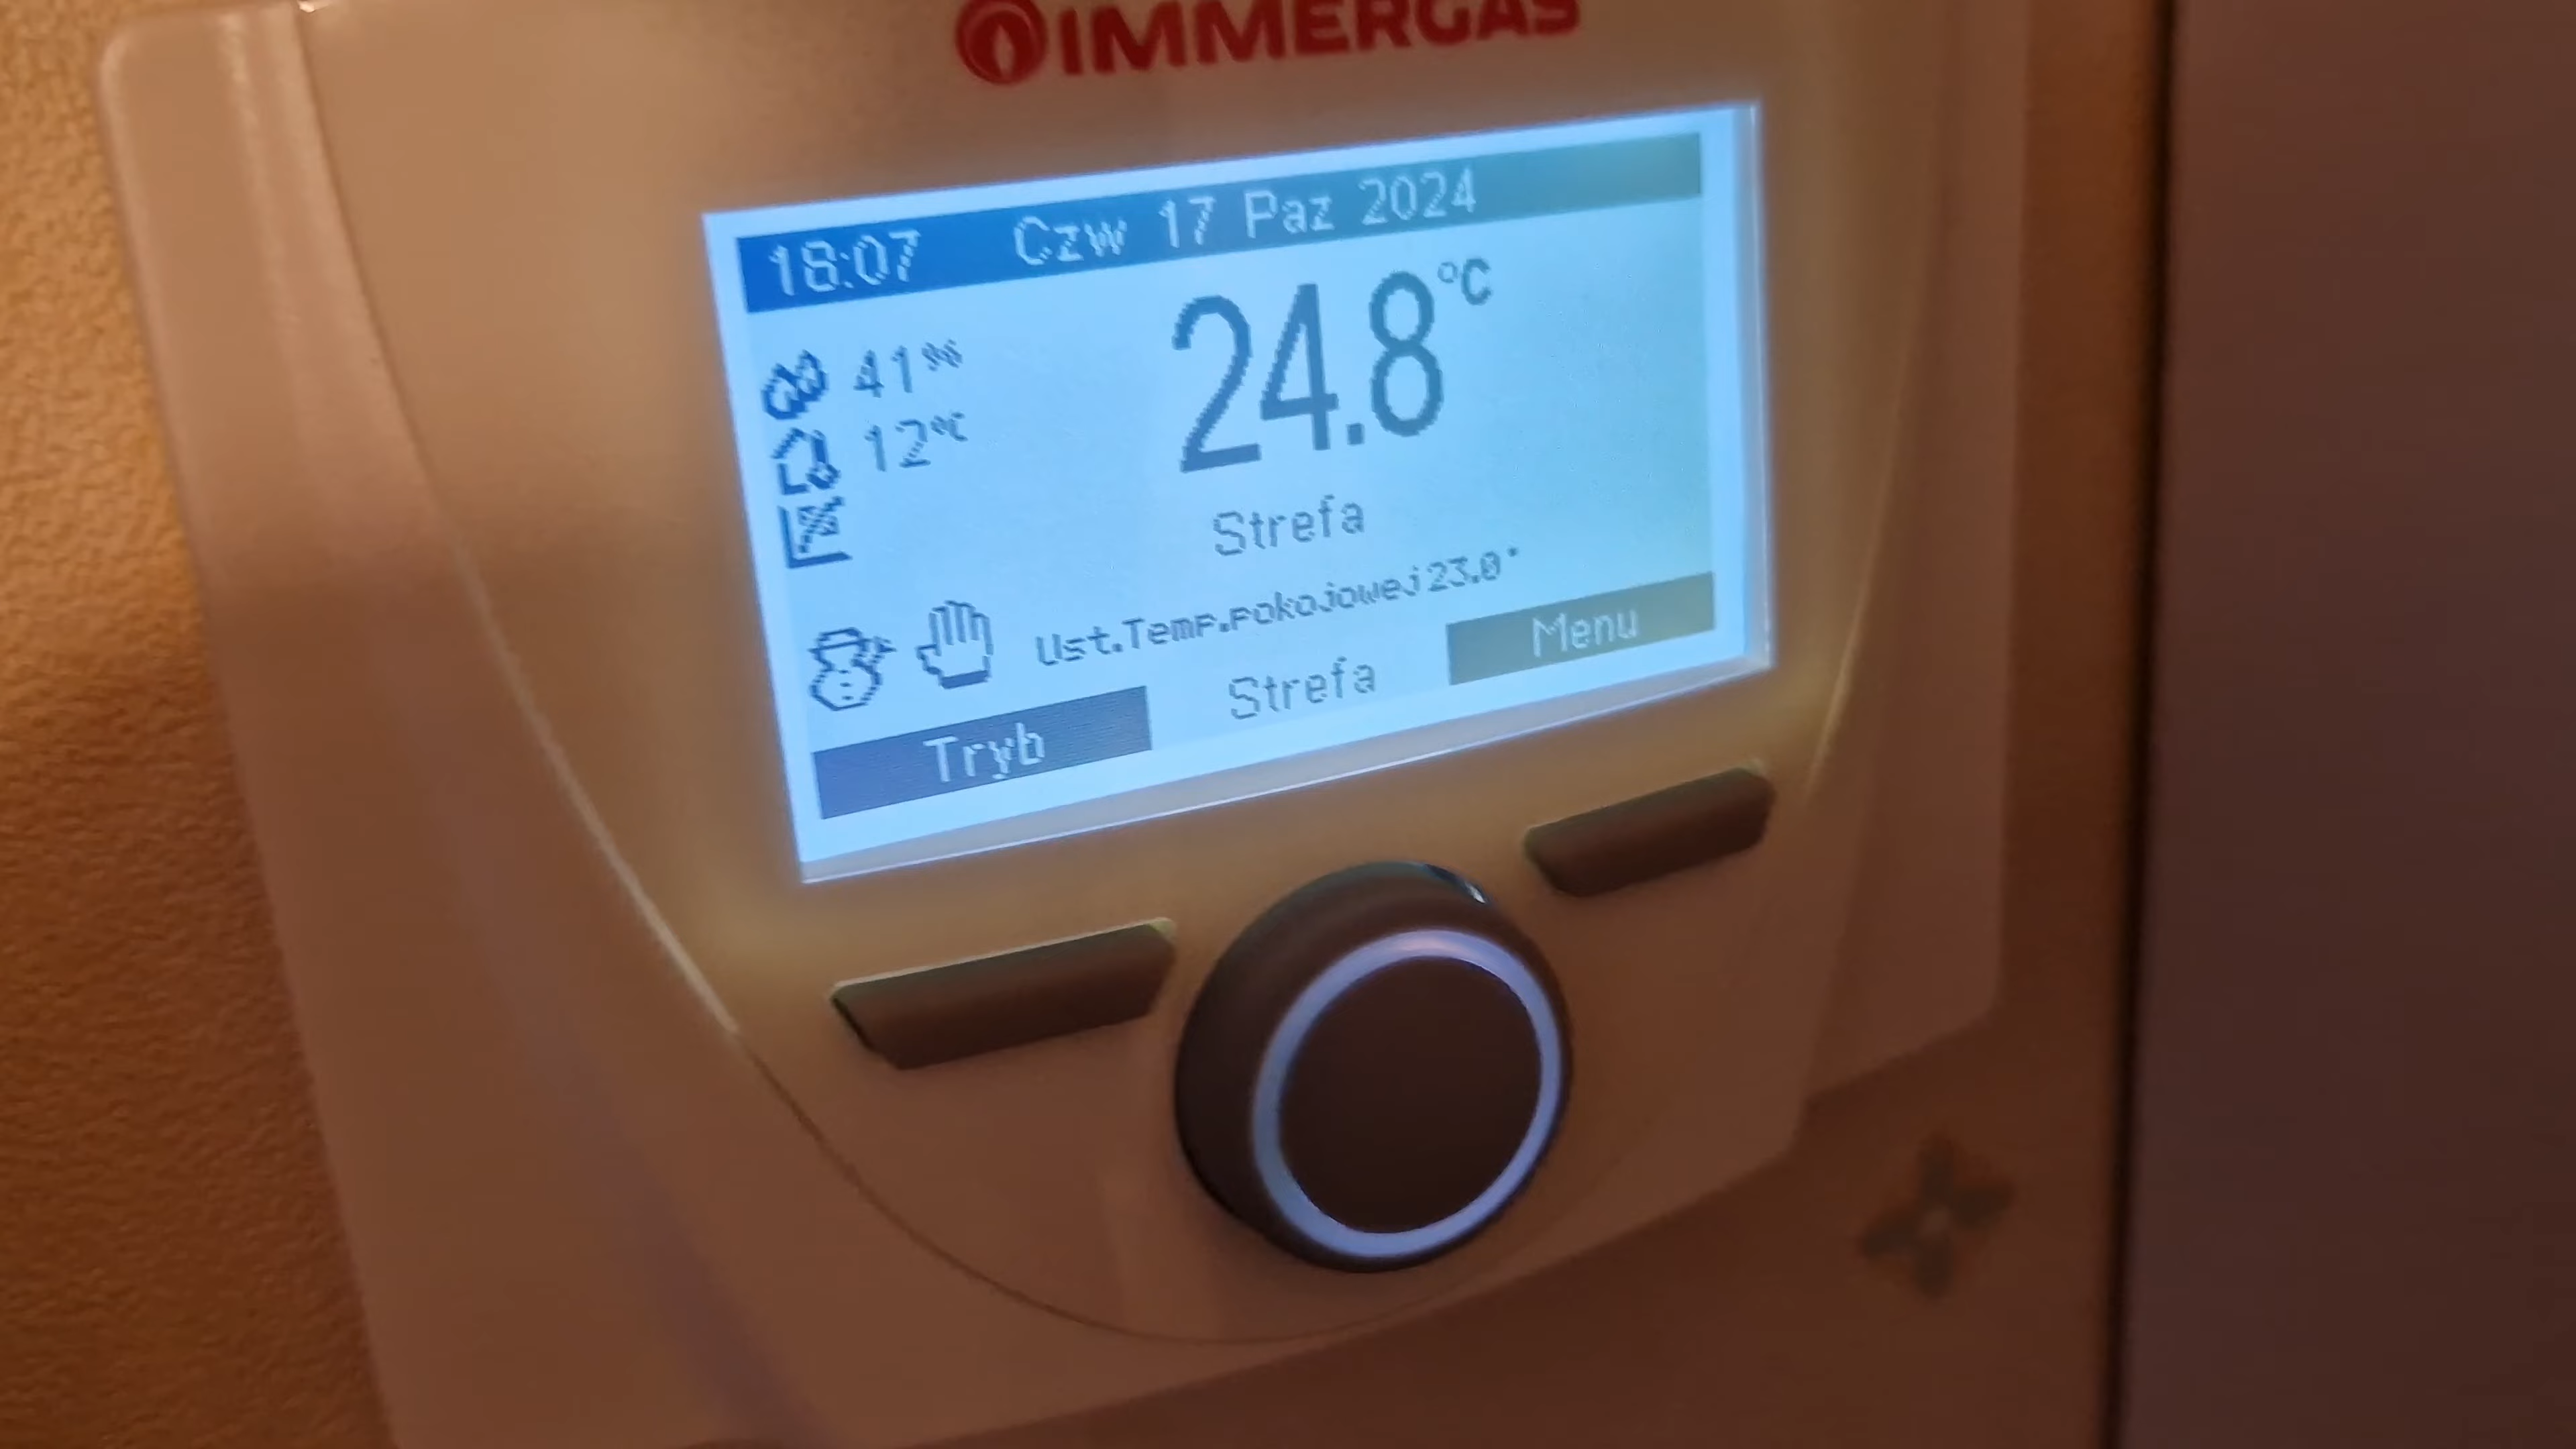 IMMERGAS
18:07 Czw 17 Paz 2024
41%
24.8°C
12°C
Strefa
Ust.Temp.Pokojowej 23.0°
Tryb Strefa Menu